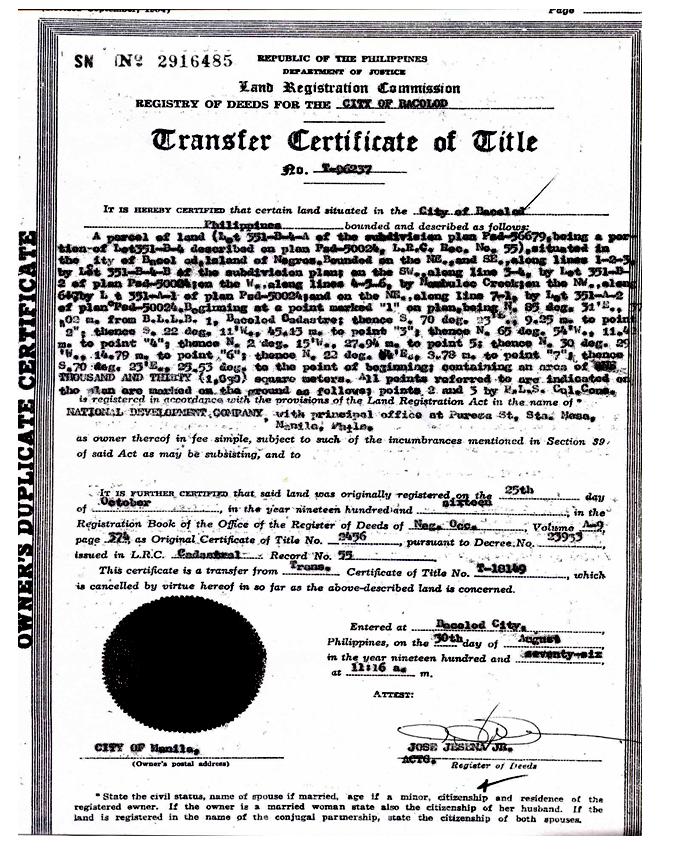 Page
SN Nº 2916485
REPUBLIC OF THE PHILIPPINES
DEPARTMENT OF JUSTICE
Land Registration Commission
REGISTRY OF DEEDS FOR THE CITY OF BACOLOD
Transfer Certificate of Title
No. T-96237
IT IS HEREBY CERTIFIED that certain land situated in the City of Bacolod
Philippines bounded and described as follows:
A parcel of land (Lot 351-B-4-A of the subdivision plan Psd-56679, being a por
tion of Lot 351-B-4 described on plan Psd-50024, L.R.C. Rec. No. 55), situated in
the City of Bacolod, Island of Negros. Bounded on the NE., and SE., along lines 1-2-3,
by Lot 351-B-4-B of the subdivision plan; on the SW., along line 3-4, by Lot 351-B-
2 of plan Psd-50024; on the W., along line 4-5-6, by Creek; on the NW., along
by Lot 351-A-1 of plan Psd-50024; and on the NE., along line 7-1, by Lot 351-A-2
of plan Psd-50024. Beginning at a point marked "1" on plan, being N. 85 deg. 31'E.,
.02 m. from B.L.L.M. 1, Bacolod Cadastre; thence S. 70 deg. 23'E., 9.25 m. to point
2"; thence S. 22 deg. 11'W., 45.45 m. to point "3"; thence N. 65 deg. 54'W., 11.4
m. to point "4"; thence N. 2 deg. 15'W., 27.94 m. to point 5; thence N. 30 deg. 29
'W., 14.79 m. to point "6"; thence N. 22 deg. E., 3.78 m. to point "7"; thence
S. 70 deg. 23'E., 25.53 m. to the point of beginning; containing an area of ONE
THOUSAND AND THIRTY (1,030) square meters. All points referred to are indicated on
the plan are marked on the ground as follows; points 2 and 3 by P.L.S. Cyl. Conc.
is registered in accordance with the provisions of the Land Registration Act in the name of *
NATIONAL DEVELOPMENT COMPANY, with principal office at Pureza St., Sta. Mesa,
Manila, Phils.
as owner thereof in fee simple, subject to such of the incumbrances mentioned in Section 39
of said Act as may be subsisting, and to
IT IS FURTHER CERTIFIED that said land was originally registered on the 25th day
of October, in the year nineteen hundred and sixteen, in the
Registration Book of the Office of the Register of Deeds of Neg. Occ., Volume A-9
page 274, as Original Certificate of Title No. 2456, pursuant to Decree No. 23953
issued in L.R.C. Cadastral Record No. 55
This certificate is a transfer from Trans. Certificate of Title No. T-18149, which
is cancelled by virtue hereof in so far as the above-described land is concerned.
Entered at Bacolod City,
Philippines, on the 30th day of August
in the year nineteen hundred and seventy-six
at 11:16 a. m.
ATTEST:
CITY OF Manila,
(Owner's postal address)
JOSE JESENA JR.
ACTG. Register of Deeds
* State the civil status, name of spouse if married, age if a minor, citizenship and residence of the
registered owner. If the owner is a married woman state also the citizenship of her husband. If the
land is registered in the name of the conjugal partnership, state the citizenship of both spouses.
OWNER'S DUPLICATE CERTIFICATE